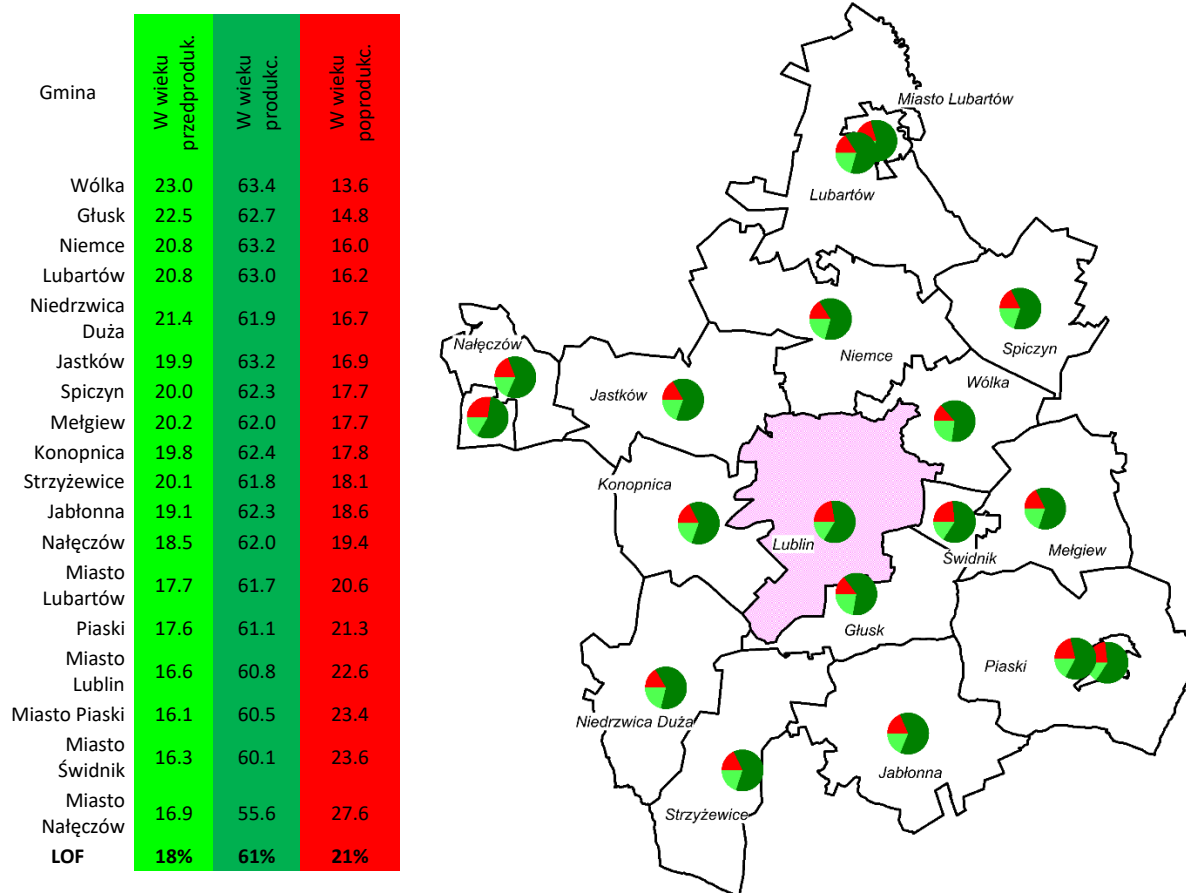 Gmina
W wieku
przedproduk.
W wieku
produkc.
W wieku
poprodukc.
Wólka 23.0 63.4 13.6
Głusk 22.5 62.7 14.8
Niemce 20.8 63.2 16.0
Lubartów 20.8 63.0 16.2
Niedrzwica
Duża 21.4 61.9 16.7
Jastków 19.9 63.2 16.9
Spiczyn 20.0 62.3 17.7
Mełgiew 20.2 62.0 17.7
Konopnica 19.8 62.4 17.8
Strzyżewice 20.1 61.8 18.1
Jabłonna 19.1 62.3 18.6
Nałęczów 18.5 62.0 19.4
Miasto
Lubartów 17.7 61.7 20.6
Piaski 17.6 61.1 21.3
Miasto
Lublin 16.6 60.8 22.6
Miasto Piaski 16.1 60.5 23.4
Miasto
Świdnik 16.3 60.1 23.6
Miasto
Nałęczów 16.9 55.6 27.6
LOF 18% 61% 21%
Miasto Lubartów
Lubartów
Nałęczów
Niemce
Spiczyn
Jastków
Wólka
Konopnica
Lublin
Świdnik
Mełgiew
Głusk
Piaski
Niedrzwica Duża
Jabłonna
Strzyżewice